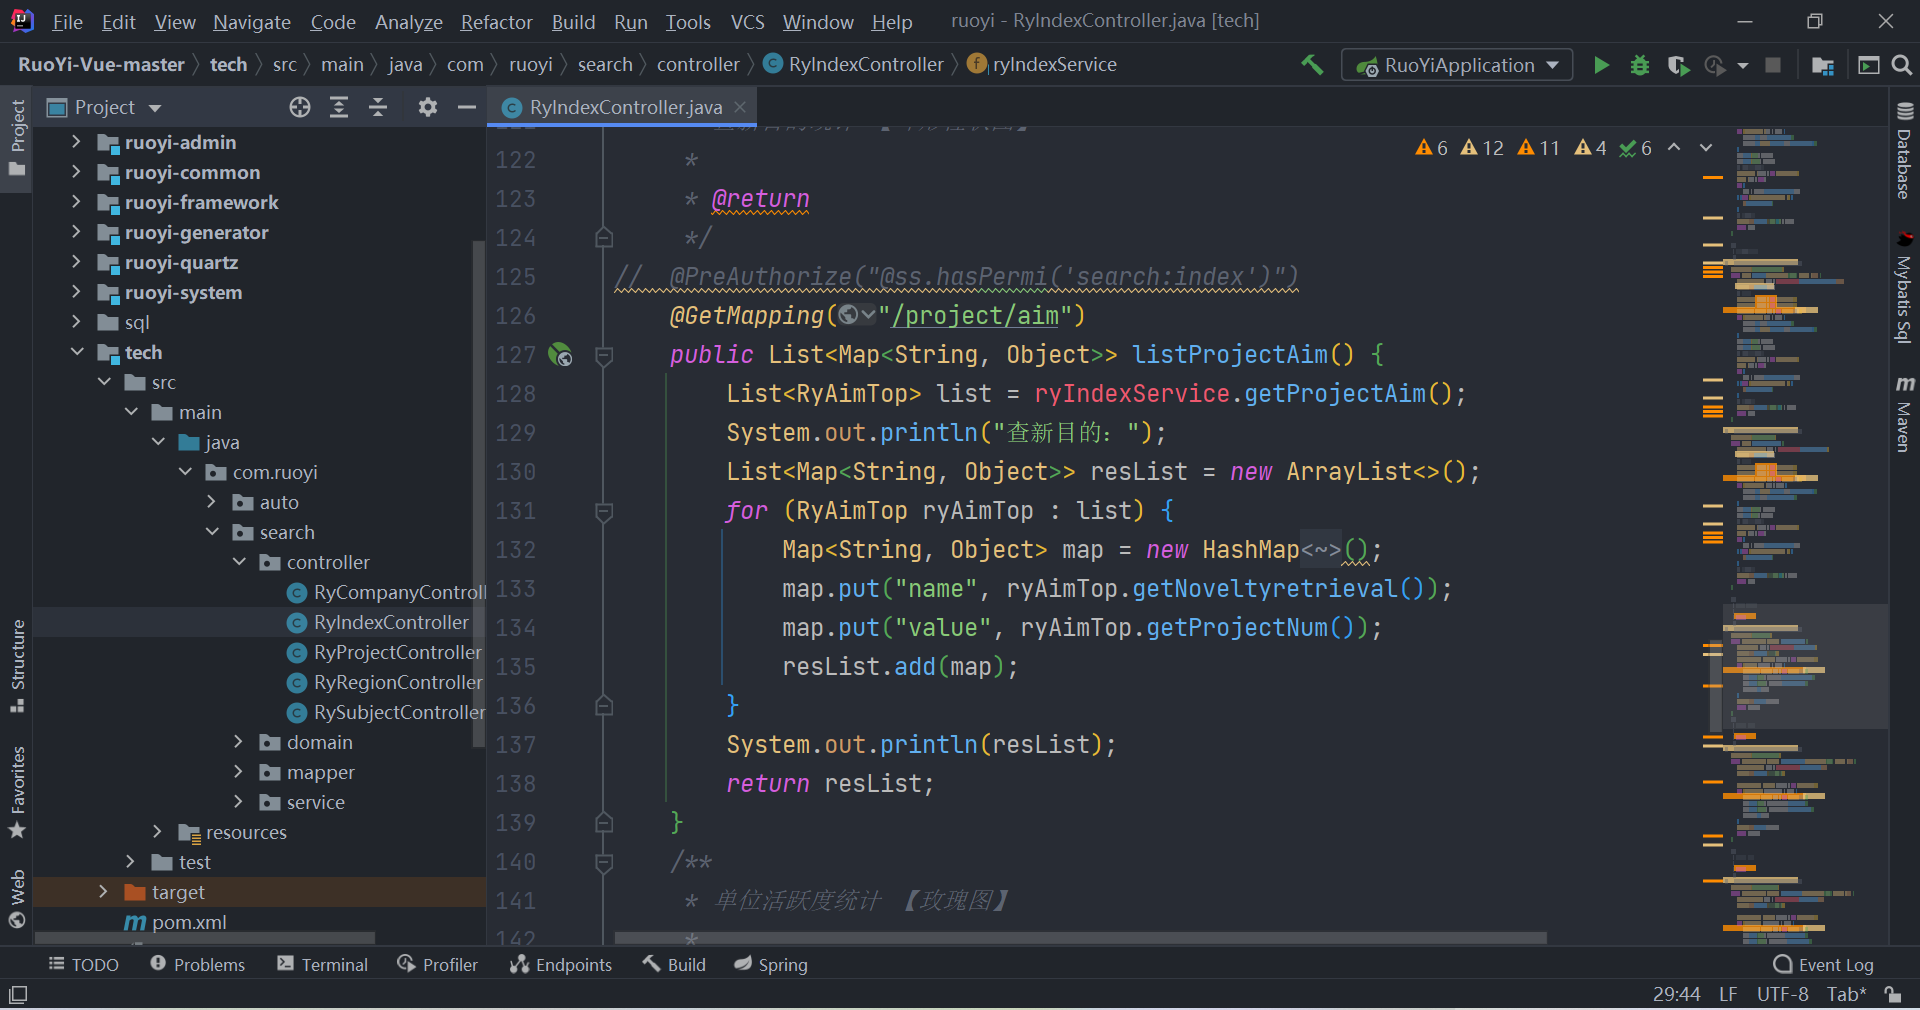 File Edit View Navigate Code Analyze Refactor Build Run Tools VCS Window Help ruoyi - RyIndexController.java [tech]
RuoYi-Vue-master tech src main java com ruoyi search controller RyIndexController ryIndexService RuoYiApplication
Project
RyIndexController.java
Project
ruoyi-admin
ruoyi-common
ruoyi-framework
ruoyi-generator
ruoyi-quartz
ruoyi-system
sql
tech
src
main
java
com.ruoyi
auto
search
controller
RyCompanyControll
RyIndexController
RyProjectController
RyRegionController
RySubjectController
domain
mapper
service
resources
test
target
pom.xml
Structure
Favorites
Web
6 12 11 4 6
122 *
123 * @return
124 */
125 // @PreAuthorize("@ss.hasPermi('search:index')")
126 @GetMapping("/project/aim")
127 public List<Map<String, Object>> listProjectAim() {
128 List<RyAimTop> list = ryIndexService.getProjectAim();
129 System.out.println("查新目的: ");
130 List<Map<String, Object>> resList = new ArrayList<>();
131 for (RyAimTop ryAimTop : list) {
132 Map<String, Object> map = new HashMap<~>();
133 map.put("name", ryAimTop.getNoveltyretrieval());
134 map.put("value", ryAimTop.getProjectNum());
135 resList.add(map);
136 }
137 System.out.println(resList);
138 return resList;
139 }
140 /**
141 * 单位活跃度统计 【玫瑰图】
142 *
Database
Mybatis Sql
Maven
TODO Problems Terminal Profiler Endpoints Build Spring Event Log
29:44 LF UTF-8 Tab*